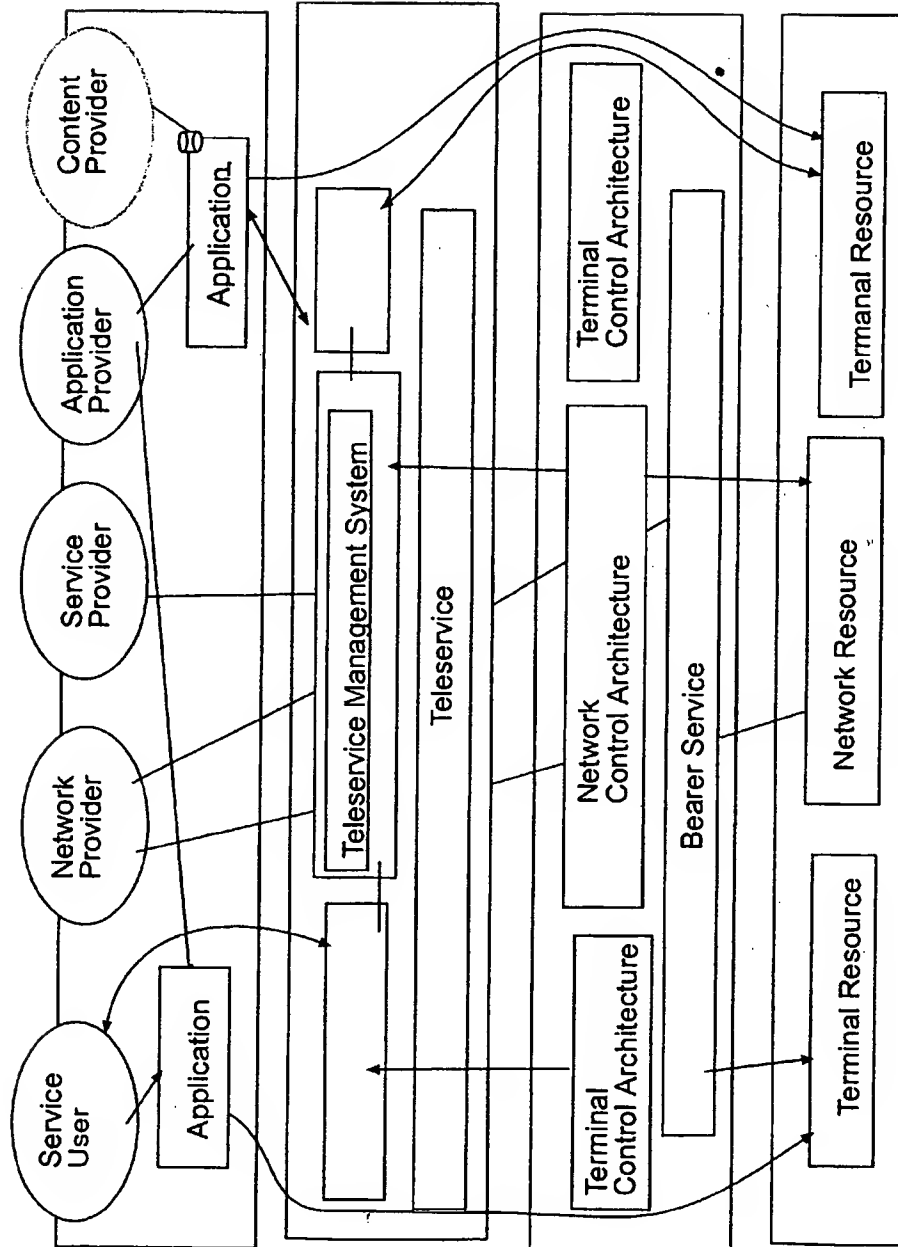 Service
User
Network
Provider
Service
Provider
Application
Provider
Content
Provider
Application
Application
Teleservice Management System
Teleservice
Terminal
Control Architecture
Network
Control Architecture
Terminal
Control Architecture
Bearer Service
Terminal Resource
Network Resource
Termanal Resource